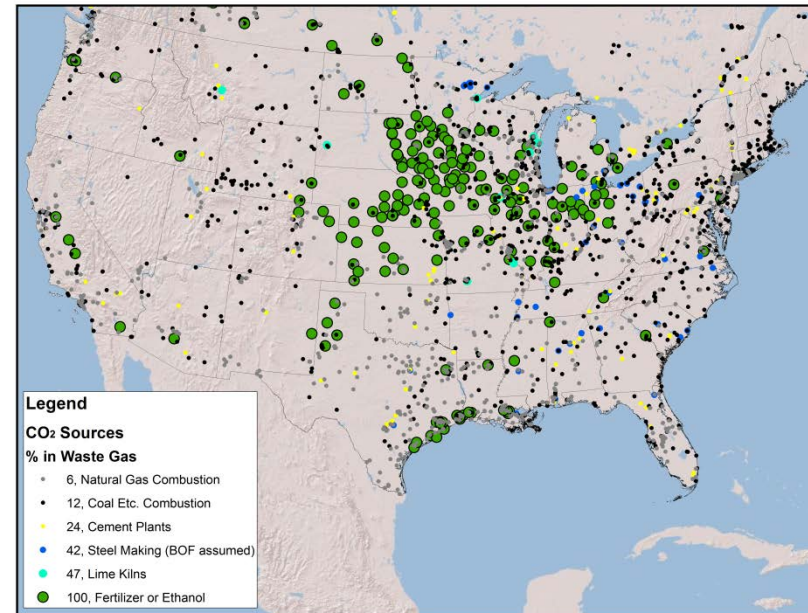 Legend
CO₂ Sources
% in Waste Gas
6, Natural Gas Combustion
12, Coal Etc. Combustion
24, Cement Plants
42, Steel Making (BOF assumed)
47, Lime Kilns
100, Fertilizer or Ethanol